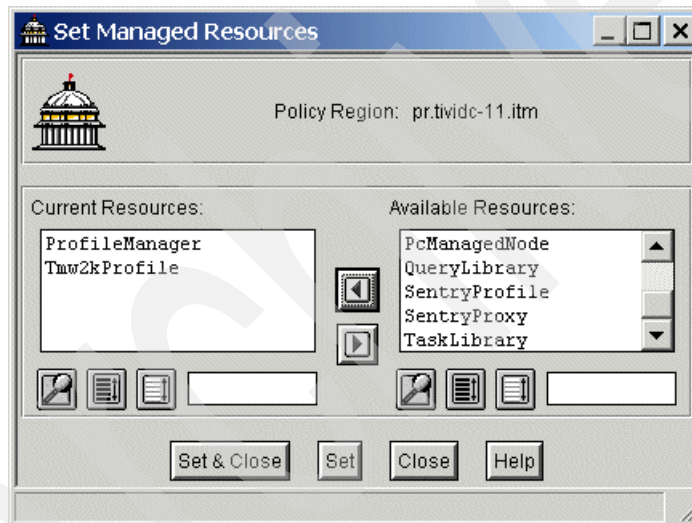 Set Managed Resources
Policy Region: pr.tividc-11.itm
Current Resources:
Available Resources:
ProfileManager
Tmw2kProfile
PcManagedNode
QueryLibrary
SentryProfile
SentryProxy
TaskLibrary
Set & Close
Set
Close
Help